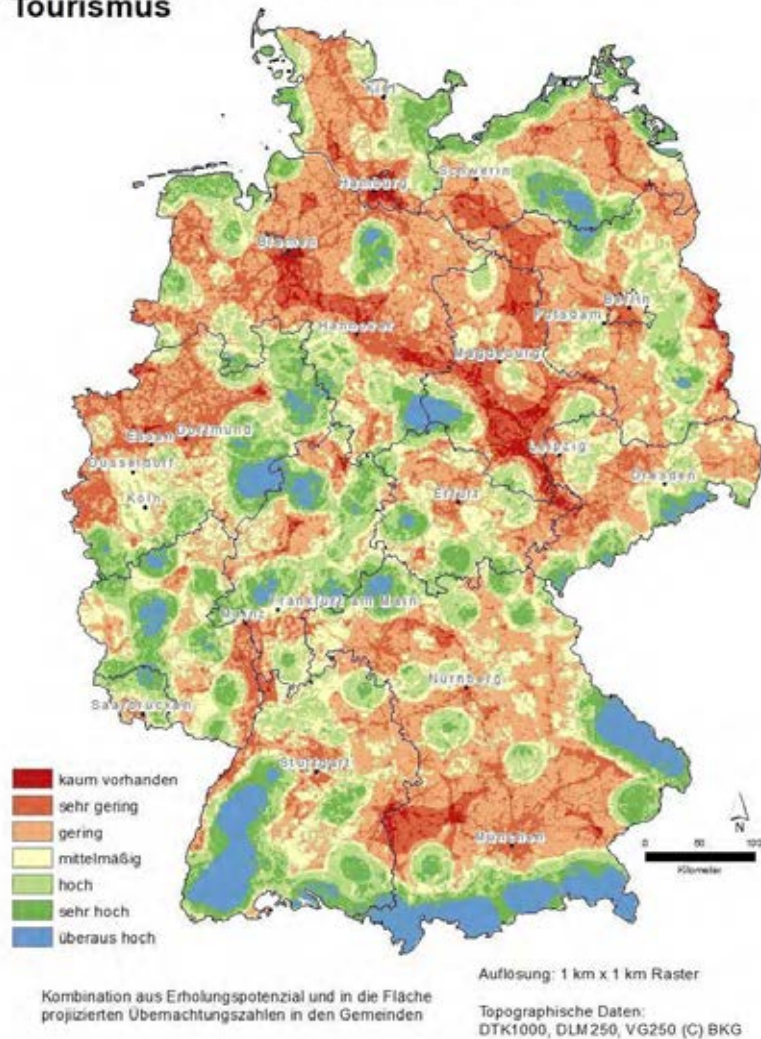 Tourismus
Kiel
Schwerin
Hamburg
Bremen
Berlin
Potsdam
Hannover
Magdeburg
Essen
Dortmund
Leipzig
Düsseldorf
Dresden
Köln
Erfurt
Frankfurt am Main
Mainz
Nürnberg
Saarbrücken
Stuttgart
München
kaum vorhanden
sehr gering
gering
mittelmäßig
hoch
sehr hoch
überaus hoch
N
0 50 100
Kilometer
Auflösung: 1 km x 1 km Raster
Kombination aus Erholungspotenzial und in die Fläche
projizierten Übernachtungszahlen in den Gemeinden
Topographische Daten:
DTK1000, DLM250, VG250 (C) BKG